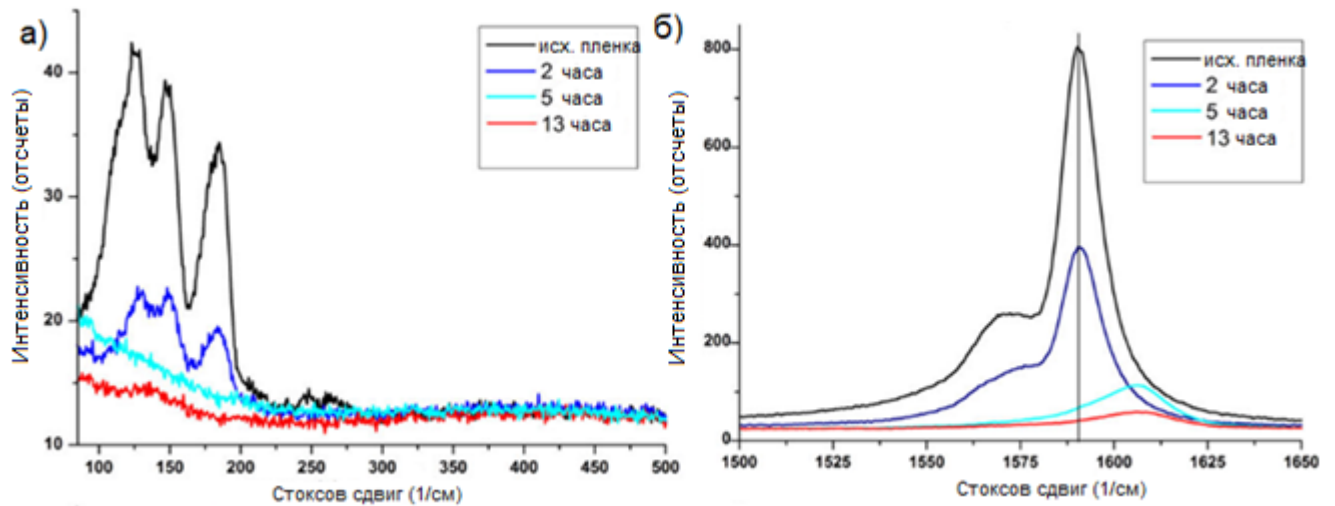 а)
исх. пленка
2 часа
5 часа
13 часа
Интенсивность (отсчеты)
40
30
20
10
100 150 200 250 300 350 400 450 500
Стоксов сдвиг (1/см)
б)
исх. пленка
2 часа
5 часа
13 часа
Интенсивность (отсчеты)
800
600
400
200
0
1500 1525 1550 1575 1600 1625 1650
Стоксов сдвиг (1/см)